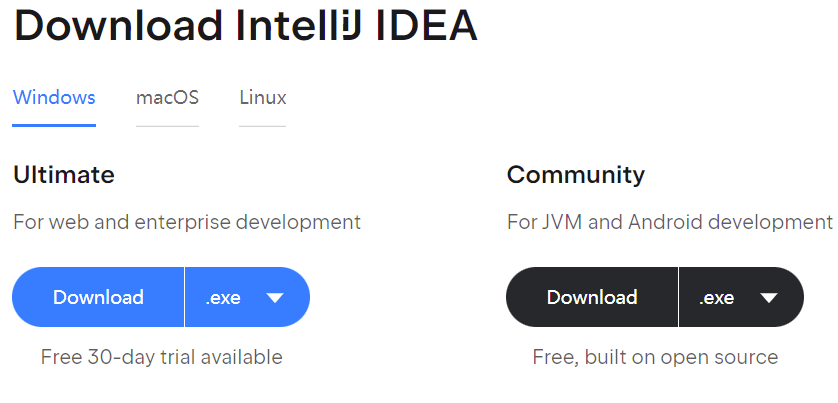 Download IntelliJ IDEA
Windows macOS Linux
Ultimate
For web and enterprise development
Download .exe
Free 30-day trial available
Community
For JVM and Android development
Download .exe
Free, built on open source